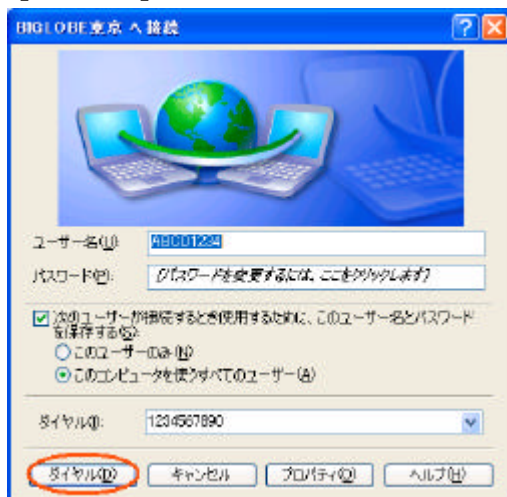 BIGLOBE東京 へ 接続
ユーザー名(U):
ABCD1234
パスワード(P):
[パスワードを変更するには、ここをクリックします]
次のユーザーが接続するとき使用するために、このユーザー名とパスワード
を保存する(S):
このユーザーのみ(N)
このコンピュータを使うすべてのユーザー(A)
ダイヤル(I):
1234567890
ダイヤル(D)
キャンセル
プロパティ(O)
ヘルプ(H)